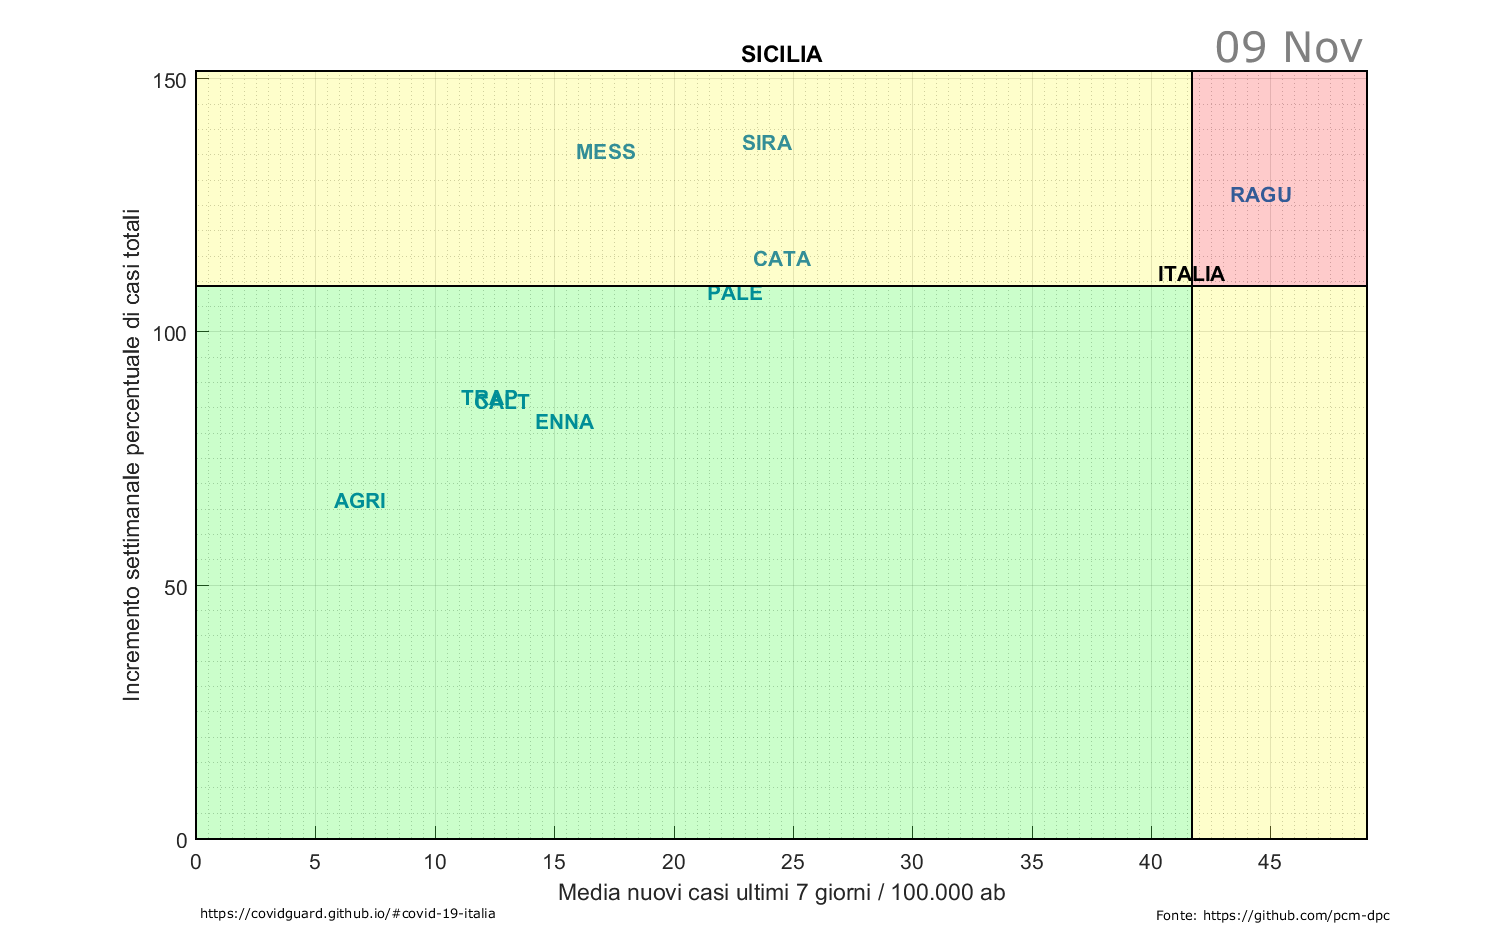 SICILIA
09 Nov
150
100
50
0
Incremento settimanale percentuale di casi totali
MESS
SIRA
RAGU
CATA
ITALIA
PALE
TRAP
CALT
ENNA
AGRI
0 5 10 15 20 25 30 35 40 45
Media nuovi casi ultimi 7 giorni / 100.000 ab
https://covidguard.github.io/#covid-19-italia
Fonte: https://github.com/pcm-dpc